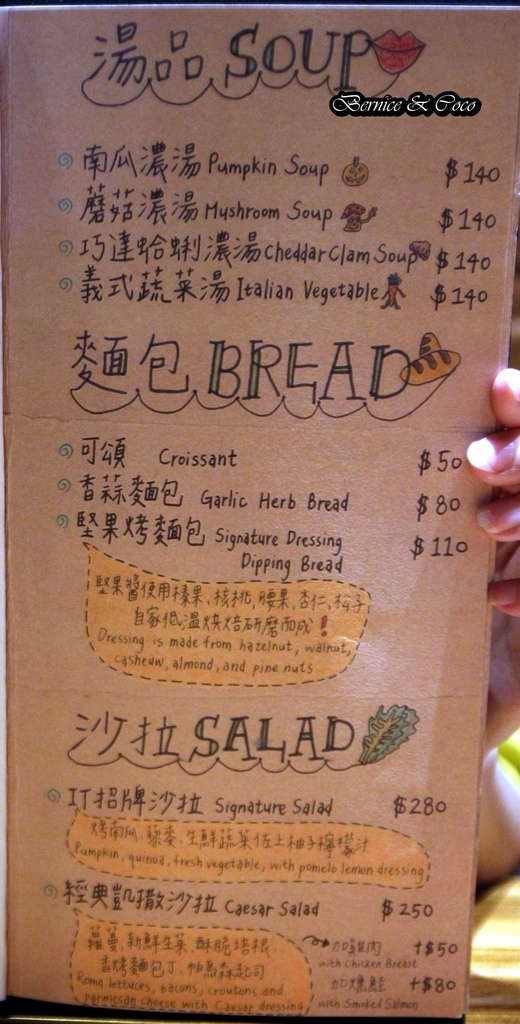 湯品 SOUP
Bernice & Coco
南瓜濃湯 Pumpkin Soup $140
蘑菇濃湯 Mushroom Soup $140
巧達蛤蜊濃湯 Cheddar Clam Soup $140
義式蔬菜湯 Italian Vegetable $140
麵包 BREAD
可頌 Croissant $50
香蒜麵包 Garlic Herb Bread $80
堅果烤麵包 Signature Dressing $110
Dipping Bread
堅果醬使用榛果、核桃、腰果、杏仁、松子
自家低溫烘焙研磨而成!
Dressing is made from hazelnut, walnut,
casheuw, almond, and pine nuts
沙拉 SALAD
IT招牌沙拉 Signature Salad $280
烤南瓜、藜麥、生鮮蔬菜佐上柚子檸檬汁
Pumpkin, quinoa, fresh vegetable, with pomelo lemon dressing
經典凱撒沙拉 Caesar Salad $250
蘿蔓、新鮮生菜、酥脆培根、
香烤麵包丁、帕馬森起司
Roma lettuces, bacons, croutons and
parmesan cheese with Caesar dressing
加雞肉 +$50
with Chicken Breast
加燻鮭 +$80
with Smoked Salmon